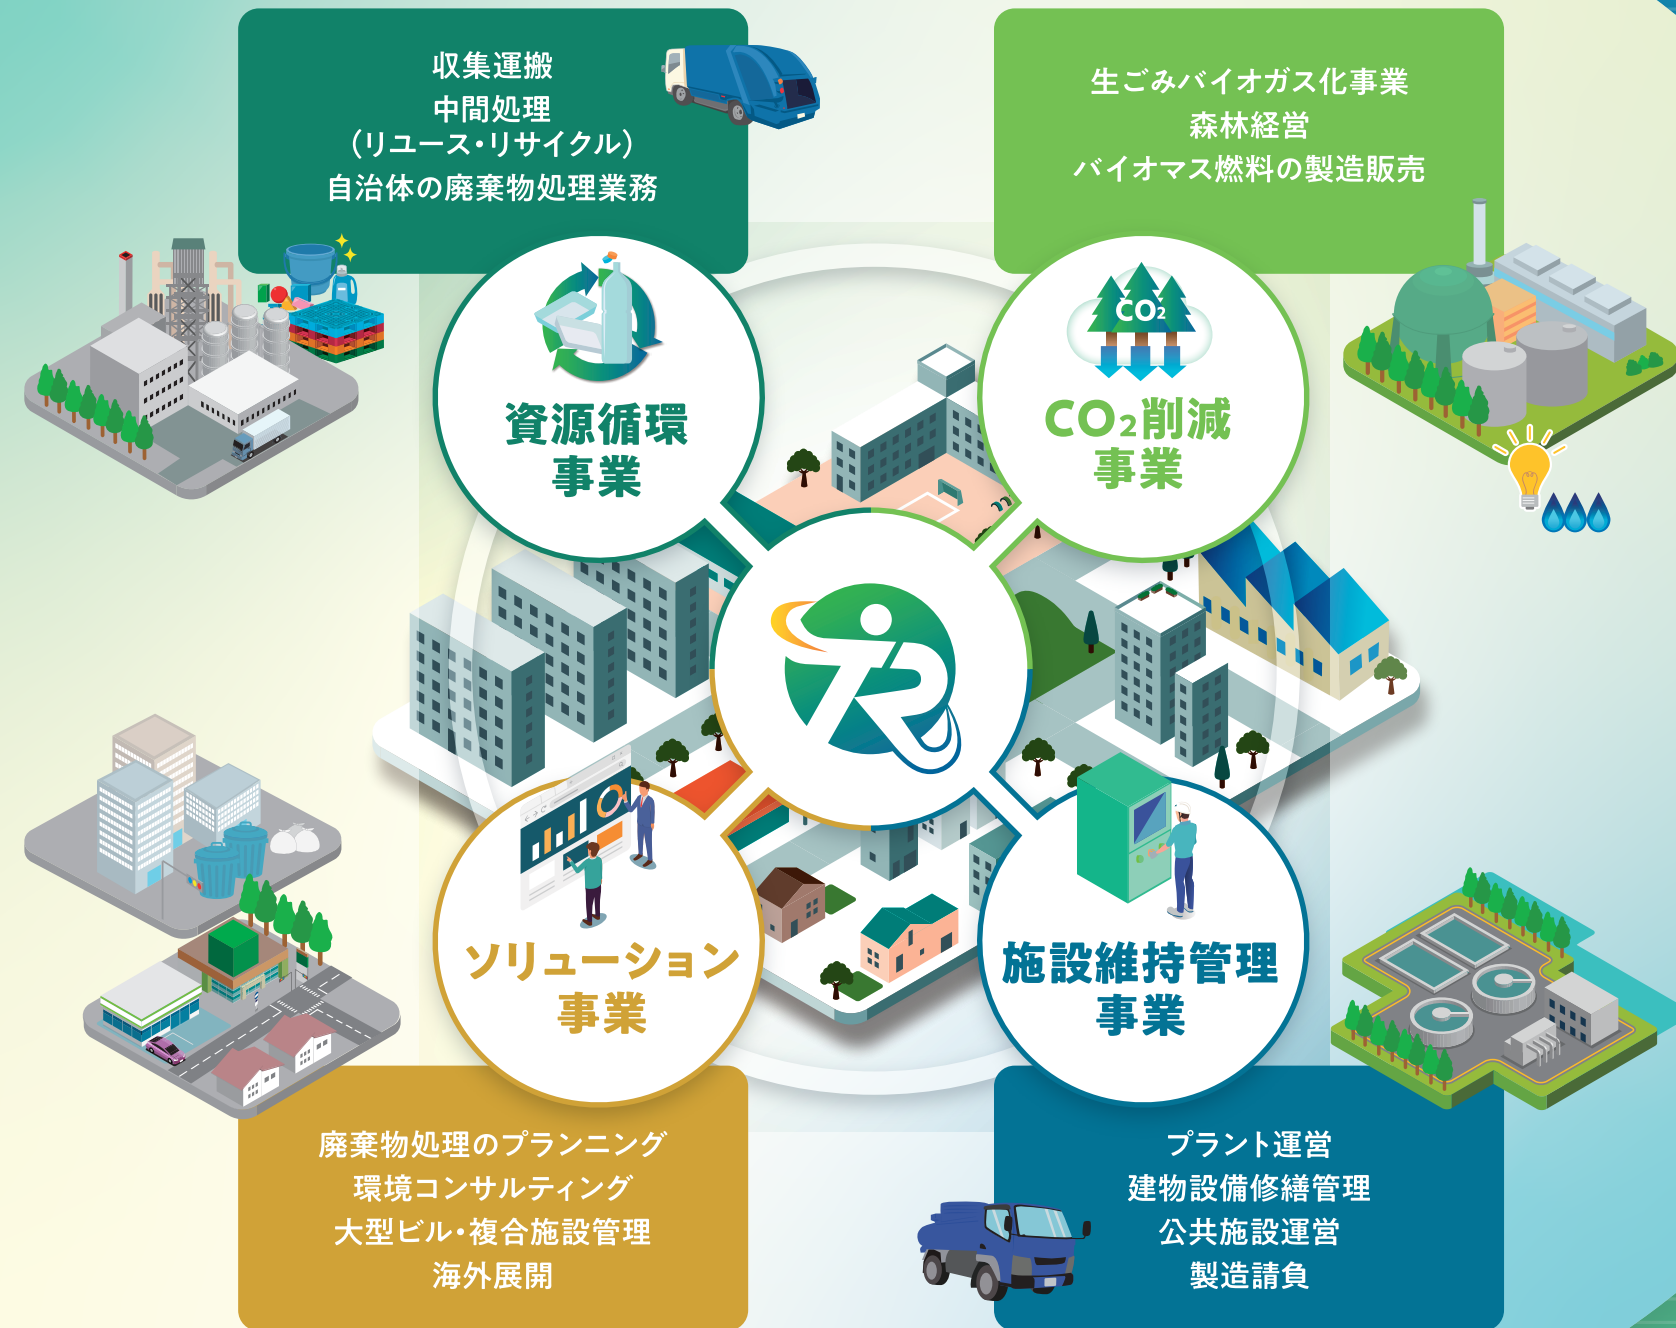 収集運搬
中間処理
（リユース・リサイクル）
自治体の廃棄物処理業務
生ごみバイオガス化事業
森林経営
バイオマス燃料の製造販売
資源循環
事業
CO₂
CO₂削減
事業
ソリューション
事業
施設維持管理
事業
廃棄物処理のプランニング
環境コンサルティング
大型ビル・複合施設管理
海外展開
プラント運営
建物設備修繕管理
公共施設運営
製造請負